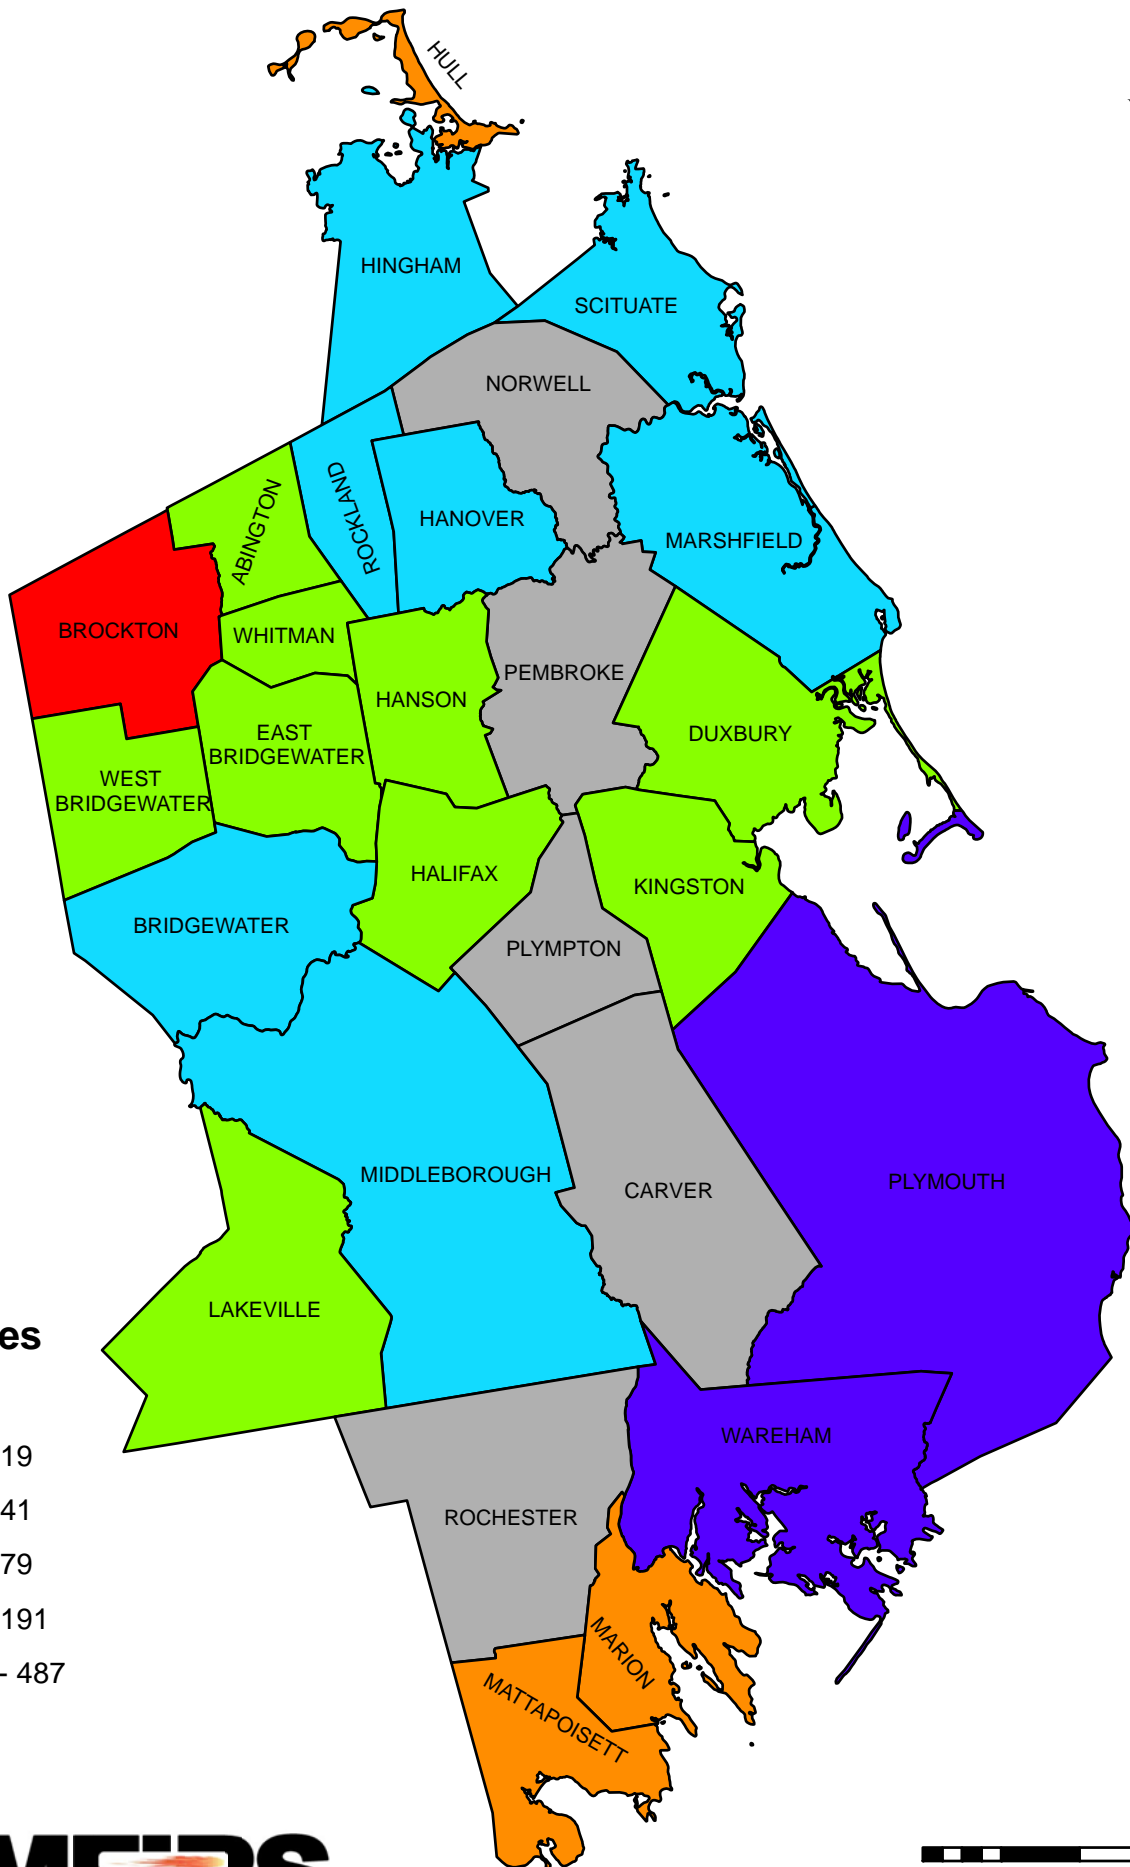 HULL
HINGHAM
SCITUATE
NORWELL
ROCKLAND
ABINGTON
HANOVER
MARSHFIELD
BROCKTON
WHITMAN
PEMBROKE
HANSON
EAST
BRIDGEWATER
DUXBURY
WEST
BRIDGEWATER
HALIFAX
KINGSTON
BRIDGEWATER
PLYMPTON
MIDDLEBOROUGH
PLYMOUTH
CARVER
LAKEVILLE
es
WAREHAM
19
41
ROCHESTER
79
191
MARION
- 487
MATTAPOISETT